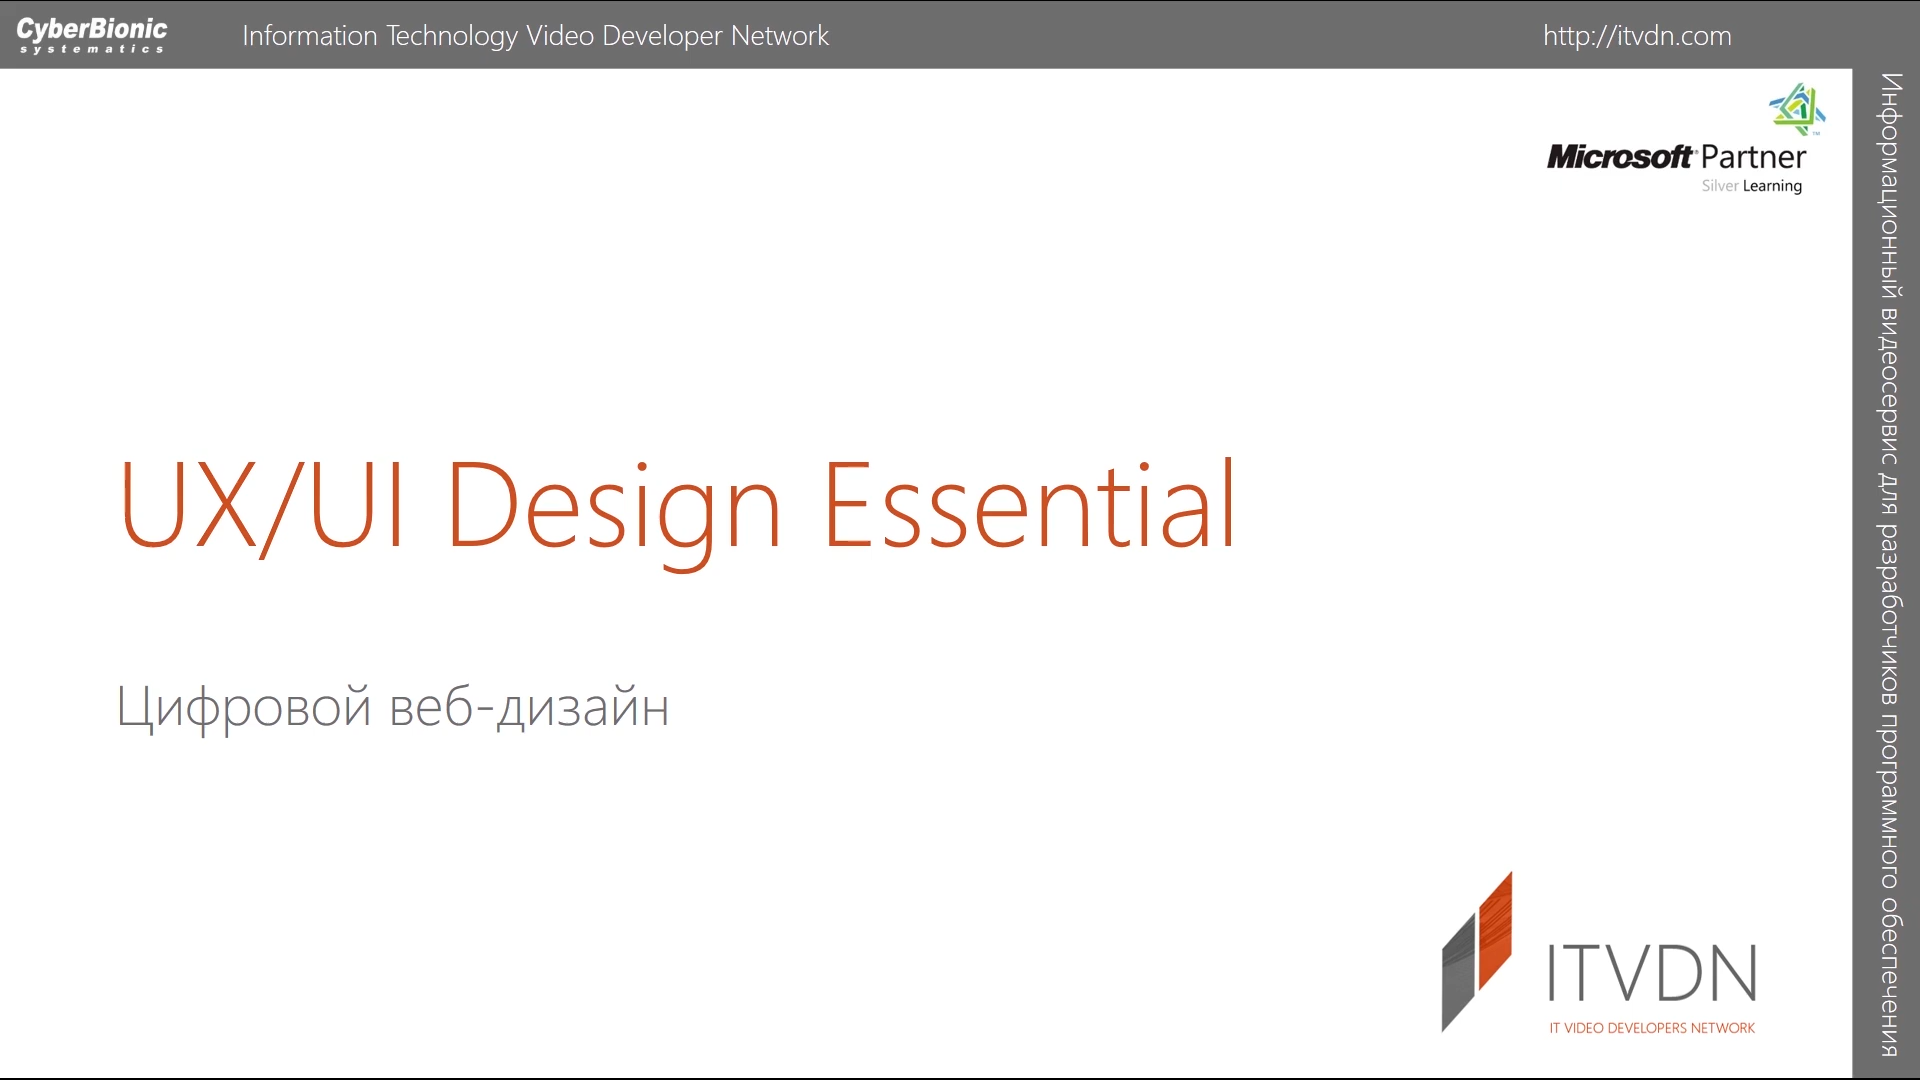 CyberBionic
systematics
Information Technology Video Developer Network
http://itvdn.com
Microsoft Partner
Silver Learning
UX/UI Design Essential
Цифровой веб-дизайн
ITVDN
IT VIDEO DEVELOPERS NETWORK
Информационный видеосервис для разработчиков программного обеспечения